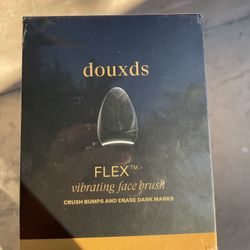 douxds
FLEX™
vibrating face brush
CRUSH BUMPS AND ERASE DARK MARKS